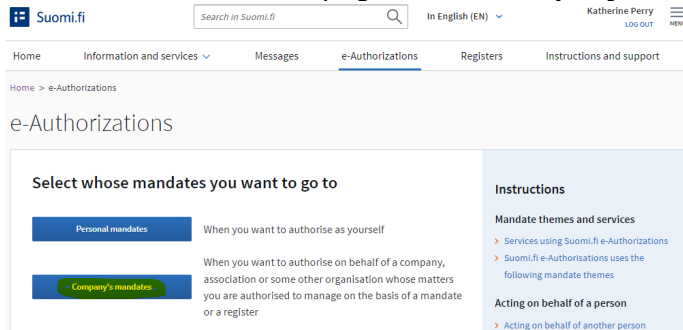 Suomi.fi
Search in Suomi.fi
In English (EN)
Katherine Perry
LOG OUT
MENU
Home
Information and services
Messages
e-Authorizations
Registers
Instructions and support
Home > e-Authorizations
e-Authorizations
Select whose mandates you want to go to
Personal mandates
When you want to authorise as yourself
Company's mandates
When you want to authorise on behalf of a company,
association or some other organisation whose matters
you are authorised to manage on the basis of a mandate
or a register
Instructions
Mandate themes and services
Services using Suomi.fi e-Authorizations
Suomi.fi e-Authorisations uses the
following mandate themes
Acting on behalf of a person
Acting on behalf of another person